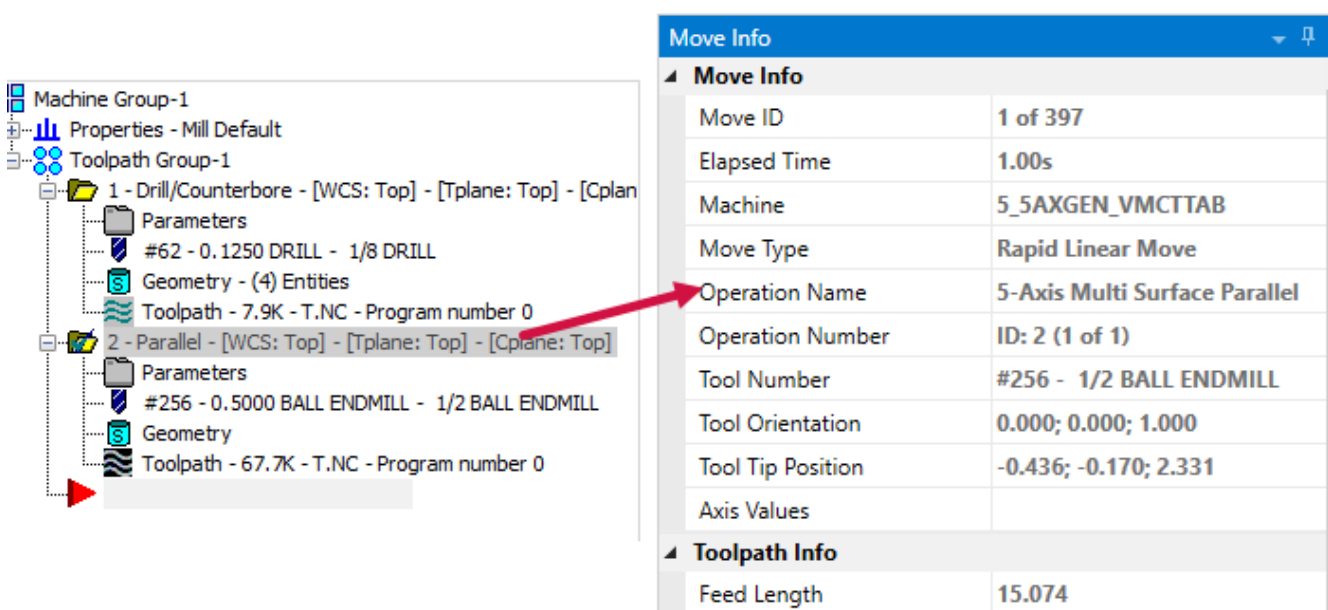 Machine Group-1
Properties - Mill Default
Toolpath Group-1
1 - Drill/Counterbore - [WCS: Top] - [Tplane: Top] - [Cplan
Parameters
#62 - 0.1250 DRILL - 1/8 DRILL
Geometry - (4) Entities
Toolpath - 7.9K - T.NC - Program number 0
2 - Parallel - [WCS: Top] - [Tplane: Top] - [Cplane: Top]
Parameters
#256 - 0.5000 BALL ENDMILL - 1/2 BALL ENDMILL
Geometry
Toolpath - 67.7K - T.NC - Program number 0
Move Info
Move Info
Move ID 1 of 397
Elapsed Time 1.00s
Machine 5_5AXGEN_VMCTTAB
Move Type Rapid Linear Move
Operation Name 5-Axis Multi Surface Parallel
Operation Number ID: 2 (1 of 1)
Tool Number #256 - 1/2 BALL ENDMILL
Tool Orientation 0.000; 0.000; 1.000
Tool Tip Position -0.436; -0.170; 2.331
Axis Values
Toolpath Info
Feed Length 15.074